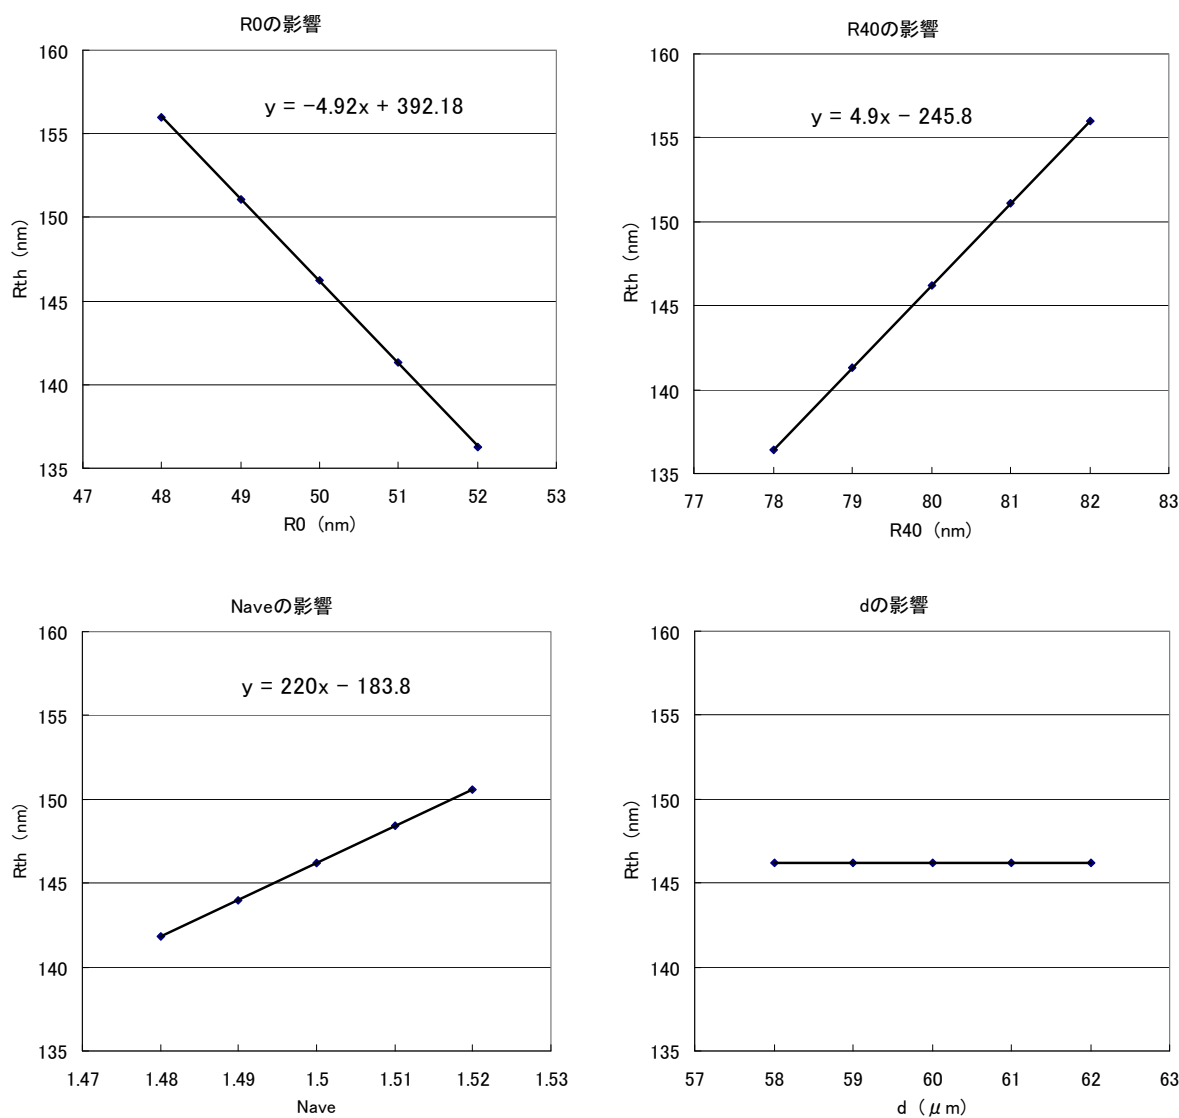 R0の影響
160
155
150
145
140
135
Rth (nm)
y = -4.92x + 392.18
47 48 49 50 51 52 53
R0 (nm)
R40の影響
160
155
150
145
140
135
Rth (nm)
y = 4.9x - 245.8
77 78 79 80 81 82 83
R40 (nm)
Naveの影響
160
155
150
145
140
135
Rth (nm)
y = 220x - 183.8
1.47 1.48 1.49 1.5 1.51 1.52 1.53
Nave
dの影響
160
155
150
145
140
135
Rth (nm)
57 58 59 60 61 62 63
d (μm)